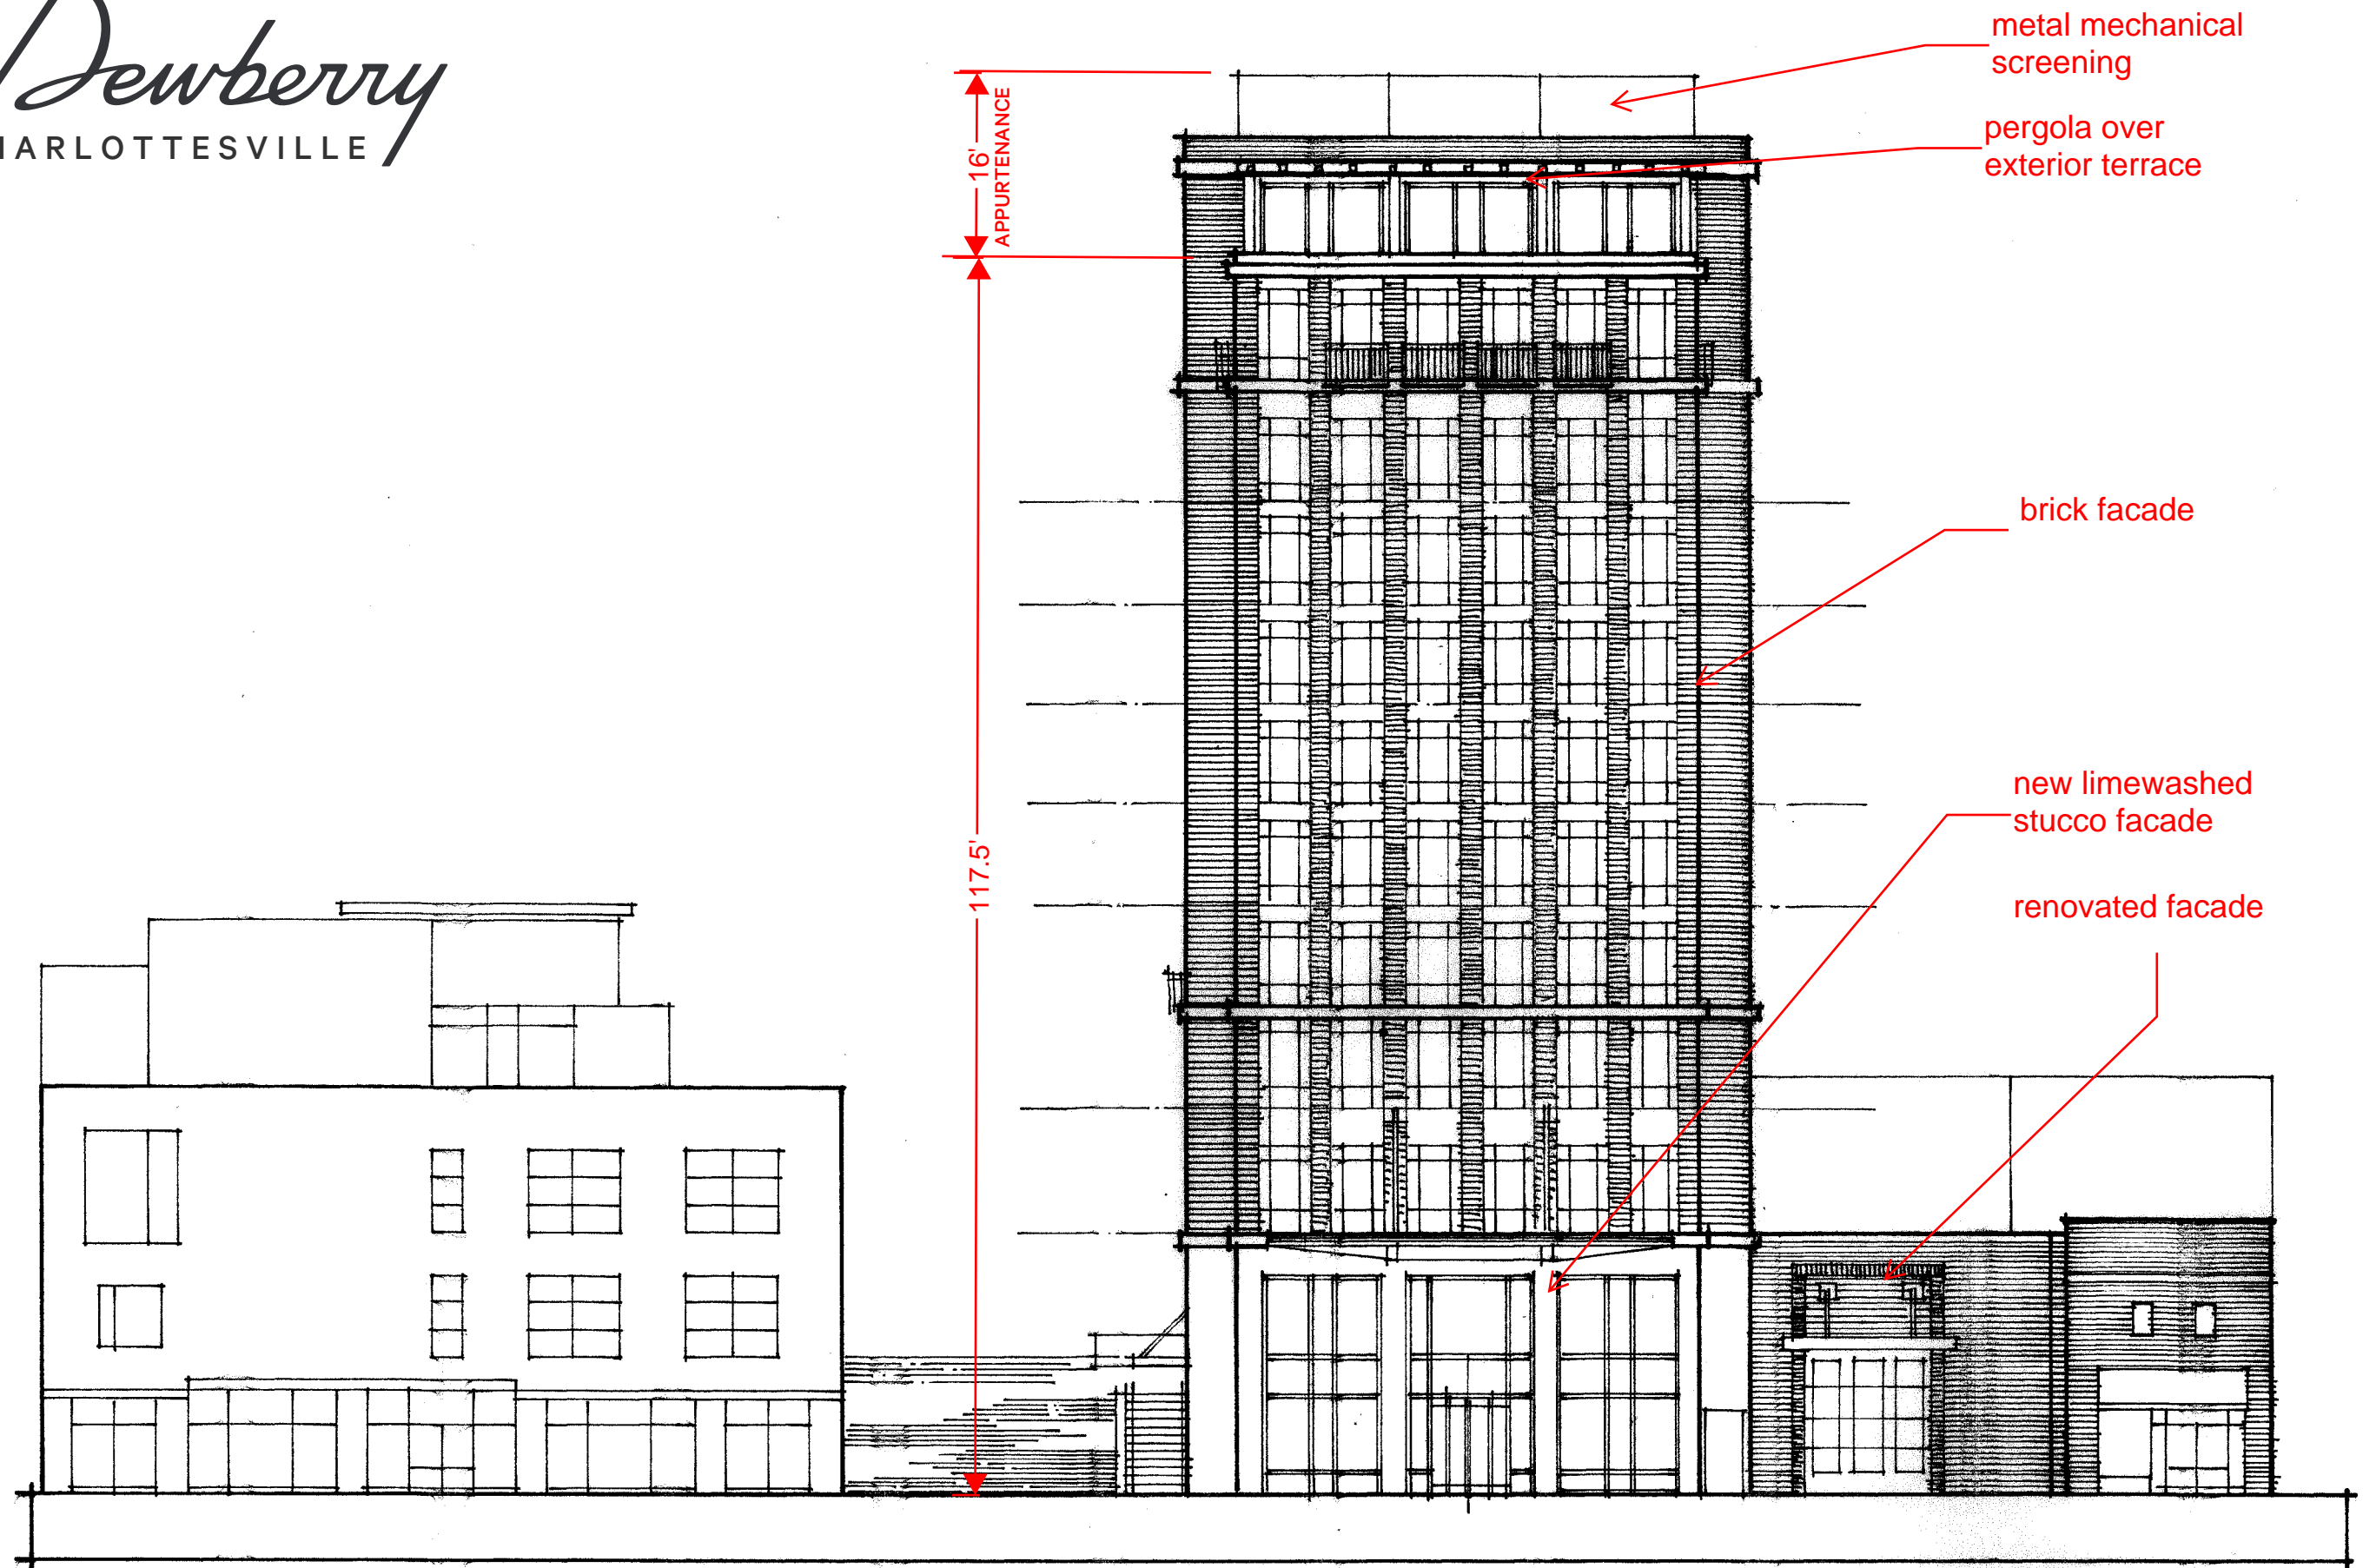 Dewberry
HARLOTTESVILLE
metal mechanical
screening
pergola over
exterior terrace
16'
APPURTENANCE
brick facade
117.5'
new limewashed
stucco facade
renovated facade